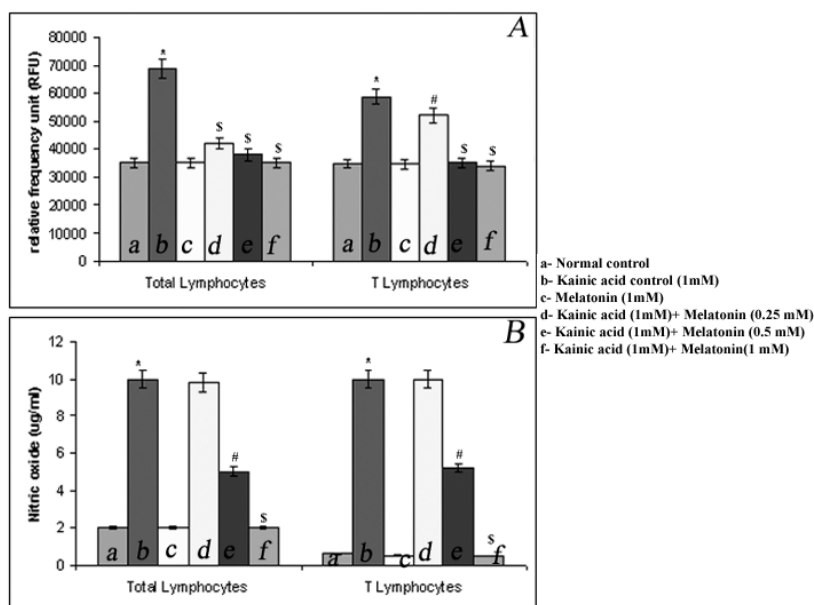 A
relative frequency unit (RFU)
80000
70000
60000
50000
40000
30000
20000
10000
0
* $ $ $ * # $ $
a b c d e f a b c d e f
Total Lymphocytes T Lymphocytes
B
Nitric oxide (ug/ml)
12
10
8
6
4
2
0
* # $ * # $
a b c d e f a b c d e f
Total Lymphocytes T Lymphocytes
a- Normal control
b- Kainic acid control (1mM)
c- Melatonin (1mM)
d- Kainic acid (1mM)+ Melatonin (0.25 mM)
e- Kainic acid (1mM)+ Melatonin (0.5 mM)
f- Kainic acid (1mM)+ Melatonin(1 mM)